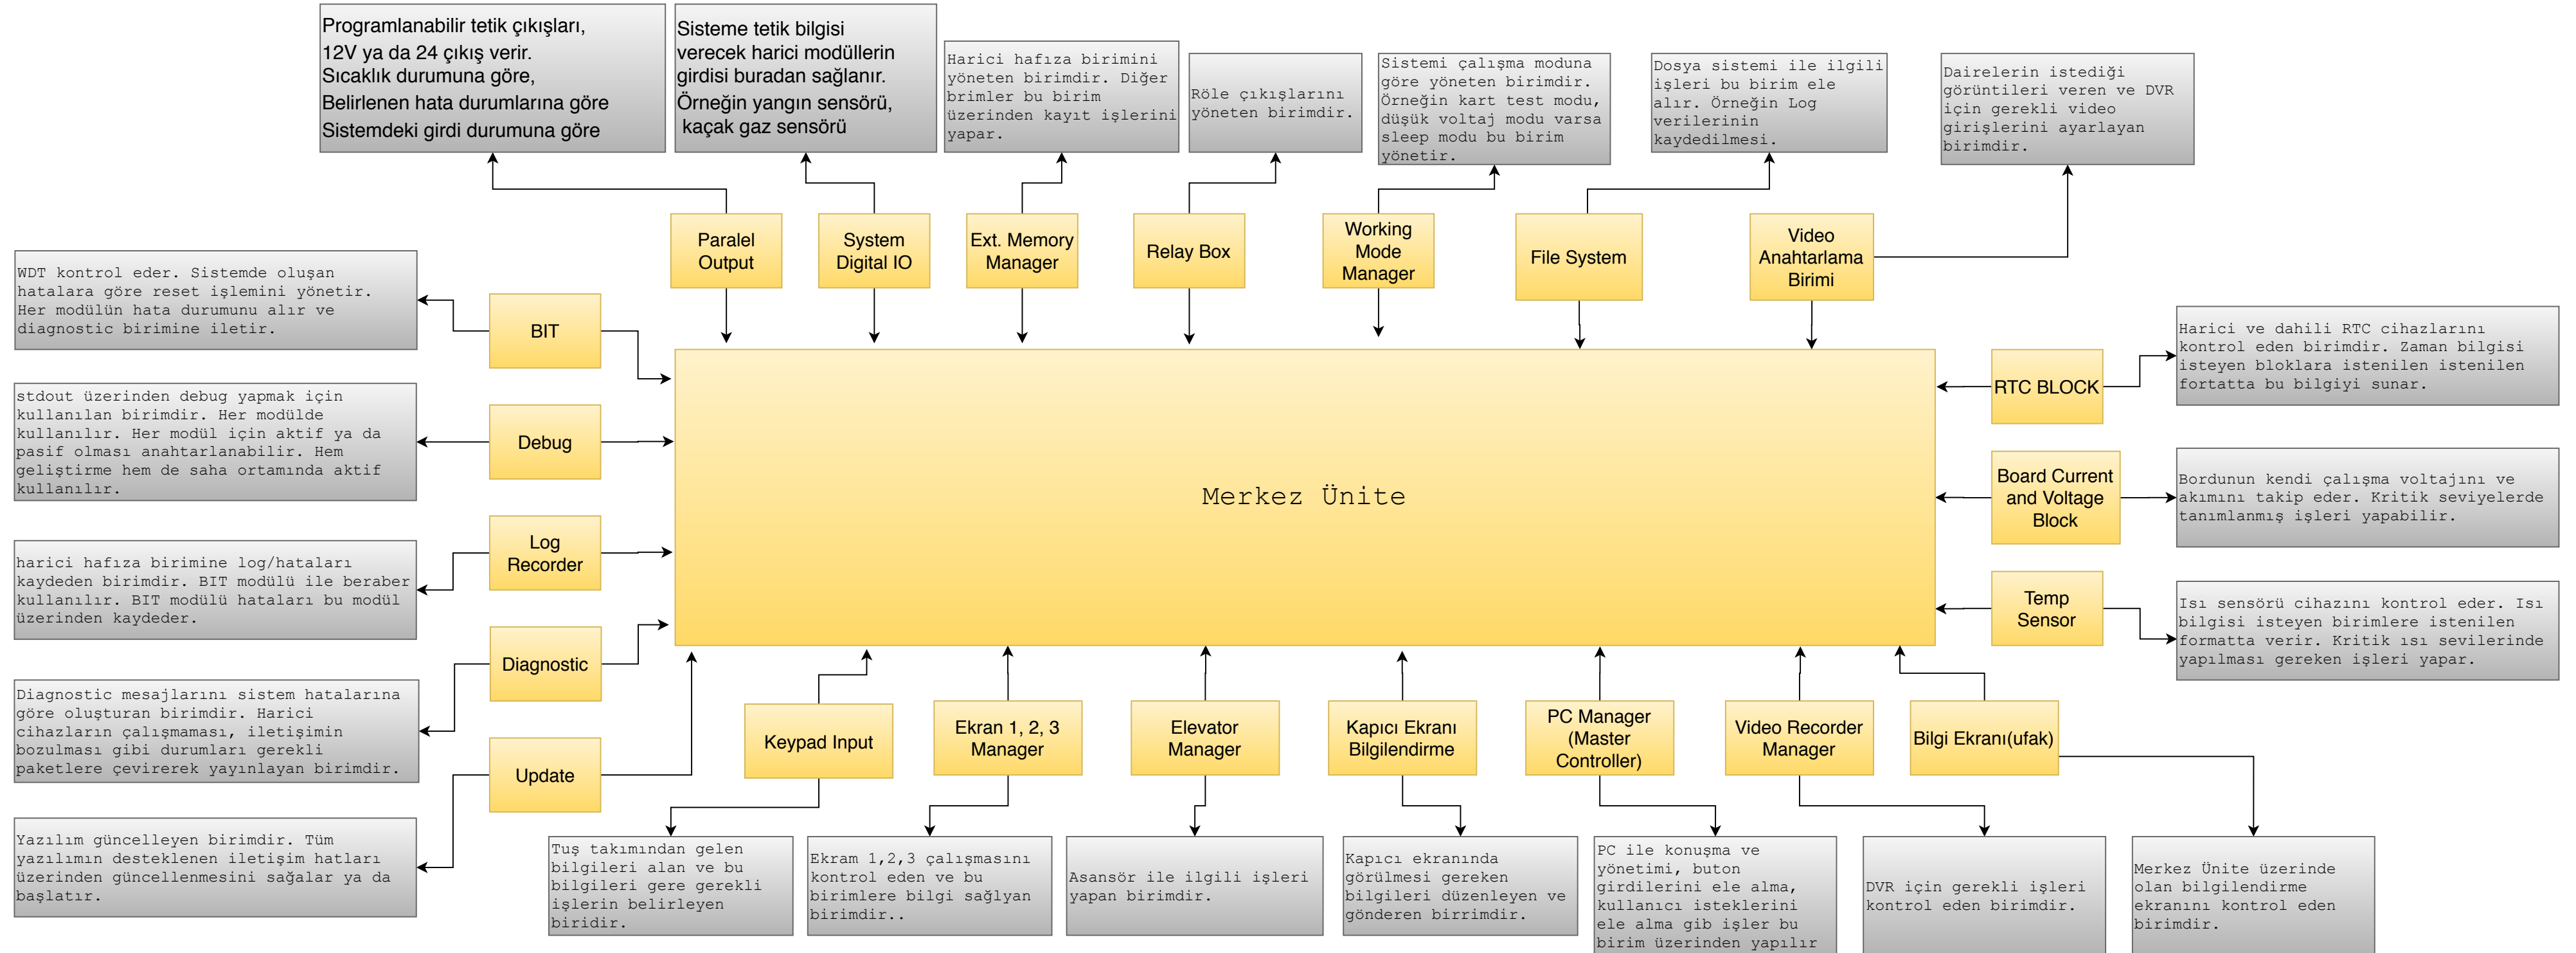 Programlanabilir tetik çıkışları,
12V ya da 24 çıkış verir.
Sıcaklık durumuna göre,
Belirlenen hata durumlarına göre
Sistemdeki girdi durumuna göre
Sisteme tetik bilgisi
verecek harici modüllerin
girdisi buradan sağlanır.
Örneğin yangın sensörü,
kaçak gaz sensörü
Harici hafıza birimini
yöneten birimdir. Diğer
brimler bu birim
üzerinden kayıt işlerini
yapar.
Röle çıkışlarını
yöneten birimdir.
Sistemi çalışma moduna
göre yöneten birimdir.
Örneğin kart test modu,
düşük voltaj modu varsa
sleep modu bu birim
yönetir.
Dosya sistemi ile ilgili
işleri bu birim ele
alır. Örneğin Log
verilerinin
kaydedilmesi.
Dairelerin istediği
görüntileri veren ve DVR
için gerekli video
girişlerini ayarlayan
birimdir.
Paralel
Output
System
Digital IO
Ext. Memory
Manager
Relay Box
Working
Mode
Manager
File System
Video
Anahtarlama
Birimi
WDT kontrol eder. Sistemde oluşan
hatalara göre reset işlemini yönetir.
Her modülün hata durumunu alır ve
diagnostic birimine iletir.
BIT
stdout üzerinden debug yapmak için
kullanılan birimdir. Her modülde
kullanılır. Her modül için aktif ya da
pasif olması anahtarlanabilir. Hem
geliştirme hem de saha ortamında aktif
kullanılır.
Debug
harici hafıza birimine log/hataları
kaydeden birimdir. BIT modülü ile beraber
kullanılır. BIT modülü hataları bu modül
üzerinden kaydeder.
Log
Recorder
Diagnostic mesajlarını sistem hatalarına
göre oluşturan birimdir. Harici
cihazların çalışmaması, iletişimin
bozulması gibi durumları gerekli
paketlere çevirerek yayınlayan birimdir.
Diagnostic
Yazılım güncelleyen birimdir. Tüm
yazılımın desteklenen iletişim hatları
üzerinden güncellenmesini sağalar ya da
başlatır.
Update
Merkez Ünite
RTC BLOCK
Harici ve dahili RTC cihazlarını
kontrol eden birimdir. Zaman bilgisi
isteyen bloklara istenilen istenilen
fortatta bu bilgiyi sunar.
Board Current
and Voltage
Block
Bordunun kendi çalışma voltajını ve
akımını takip eder. Kritik seviyelerde
tanımlanmış işleri yapabilir.
Temp
Sensor
Isı sensörü cihazını kontrol eder. Isı
bilgisi isteyen birimlere istenilen
formatta verir. Kritik ısı sevilerinde
yapılması gereken işleri yapar.
Keypad Input
Ekran 1, 2, 3
Manager
Elevator
Manager
Kapıcı Ekranı
Bilgilendirme
PC Manager
(Master
Controller)
Video Recorder
Manager
Bilgi Ekranı(ufak)
Tuş takımından gelen
bilgileri alan ve bu
bilgileri gere gerekli
işlerin belirleyen
biridir.
Ekram 1,2,3 çalışmasını
kontrol eden ve bu
birimlere bilgi sağlyan
birimdir..
Asansör ile ilgili işleri
yapan birimdir.
Kapıcı ekranında
görülmesi gereken
bilgileri düzenleyen ve
gönderen birrimdir.
PC ile konuşma ve
yönetimi, buton
girdilerini ele alma,
kullanıcı isteklerini
ele alma gib işler bu
birim üzerinden yapılır
DVR için gerekli işleri
kontrol eden birimdir.
Merkez Ünite üzerinde
olan bilgilendirme
ekranını kontrol eden
birimdir.